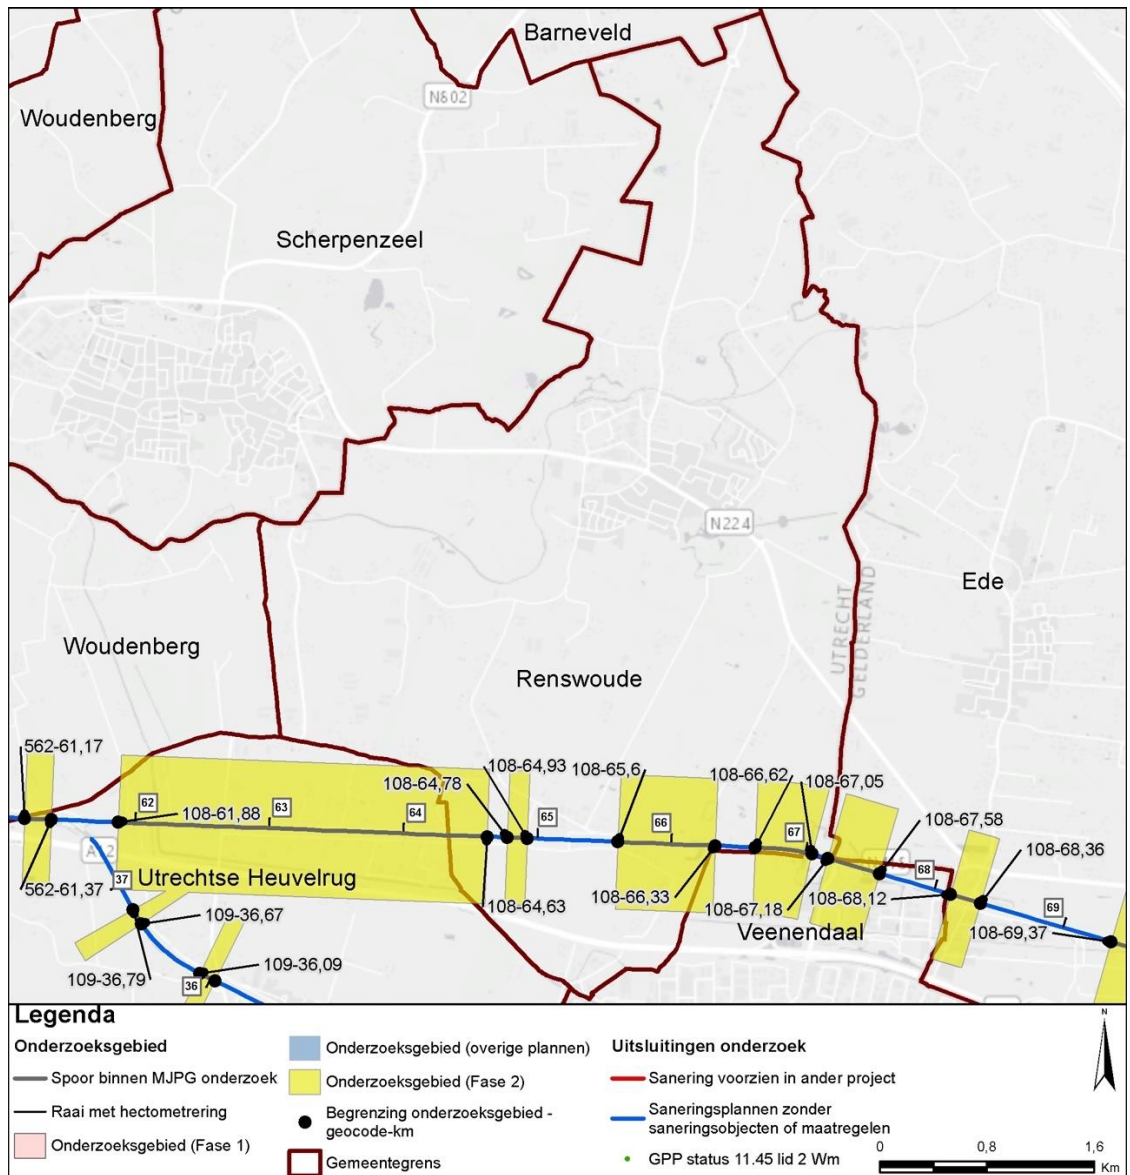 Barneveld
N802
Woudenberg
Scherpenzeel
N224
UTRECHT
GELDERLAND
Ede
Woudenberg
Renswoude
562-61,17
108-64,93
108-65,6
108-66,62
108-67,05
108-64,78
62
108-61,88
63
64
65
66
67
108-67,58
A12
37
Utrechtse Heuvelrug
562-61,37
108-64,63
108-66,33
108-67,18
108-68,12
68
108-68,36
69
109-36,67
Veenendaal
108-69,37
109-36,79
109-36,09
36
Legenda
Onderzoeksgebied
Spoor binnen MJPG onderzoek
Raai met hectometrering
Onderzoeksgebied (Fase 1)
Onderzoeksgebied (overige plannen)
Onderzoeksgebied (Fase 2)
Begrenzing onderzoeksgebied -
geocode-km
Gemeentegrens
Uitsluitingen onderzoek
Sanering voorzien in ander project
Saneringsplannen zonder
saneringsobjecten of maatregelen
GPP status 11.45 lid 2 Wm
N
0 0,8 1,6
Km